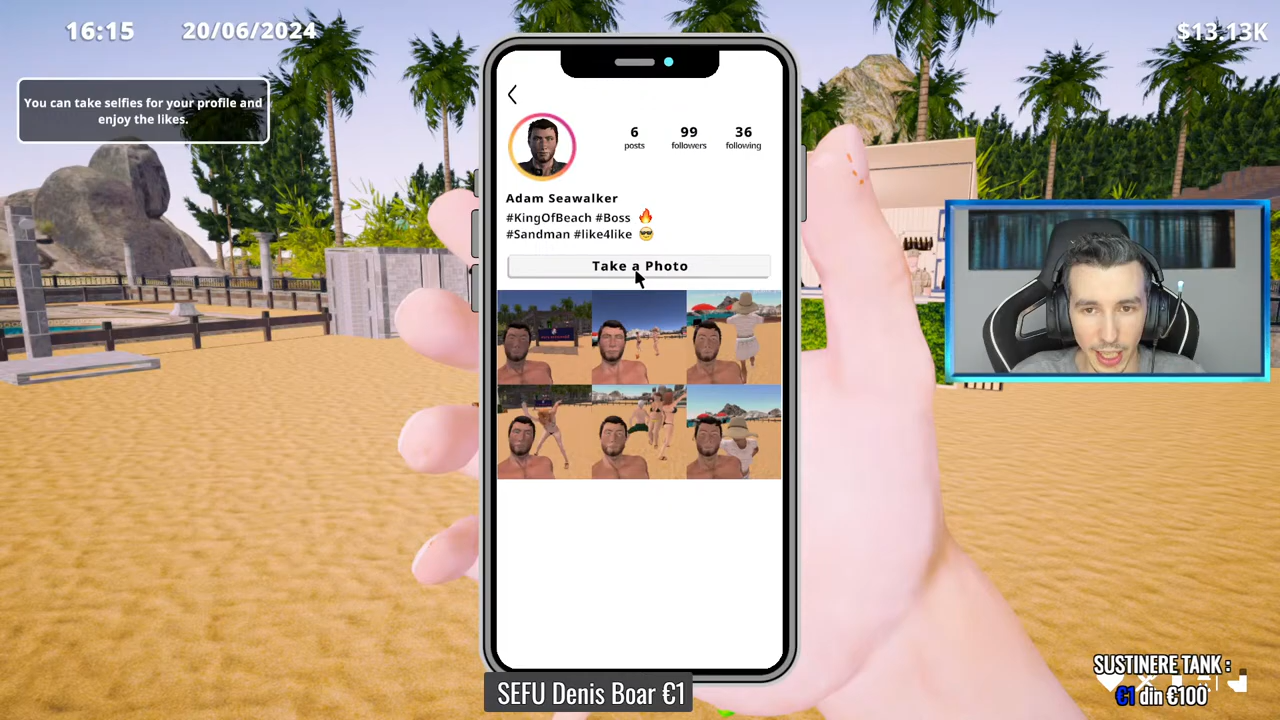 16:15
20/06/2024
$13.13K
You can take selfies for your profile and
enjoy the likes.
6
posts
99
followers
36
following
Adam Seawalker
#KingOfBeach #Boss 🔥
#Sandman #like4like 😎
Take a Photo
SUSTINERE TANK :
€1 din €100
SEFU Denis Boar €1